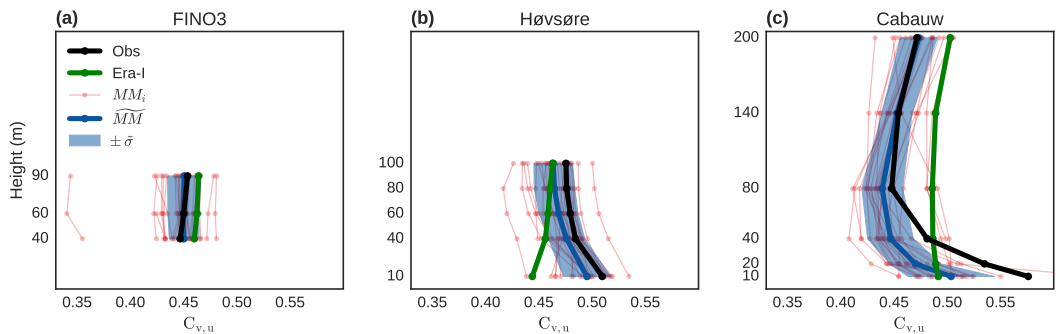 (a) FINO3
Obs
Era-I
MM_i
\widetilde{MM}
± σ̃
Height (m)
90
60
40
0.35 0.40 0.45 0.50 0.55
C_{v,u}
(b) Høvsøre
100
80
60
40
10
0.35 0.40 0.45 0.50
C_{v,u}
(c) Cabauw
200
140
80
40
20
10
0.35 0.40 0.45 0.50 0.55
C_{v,u}